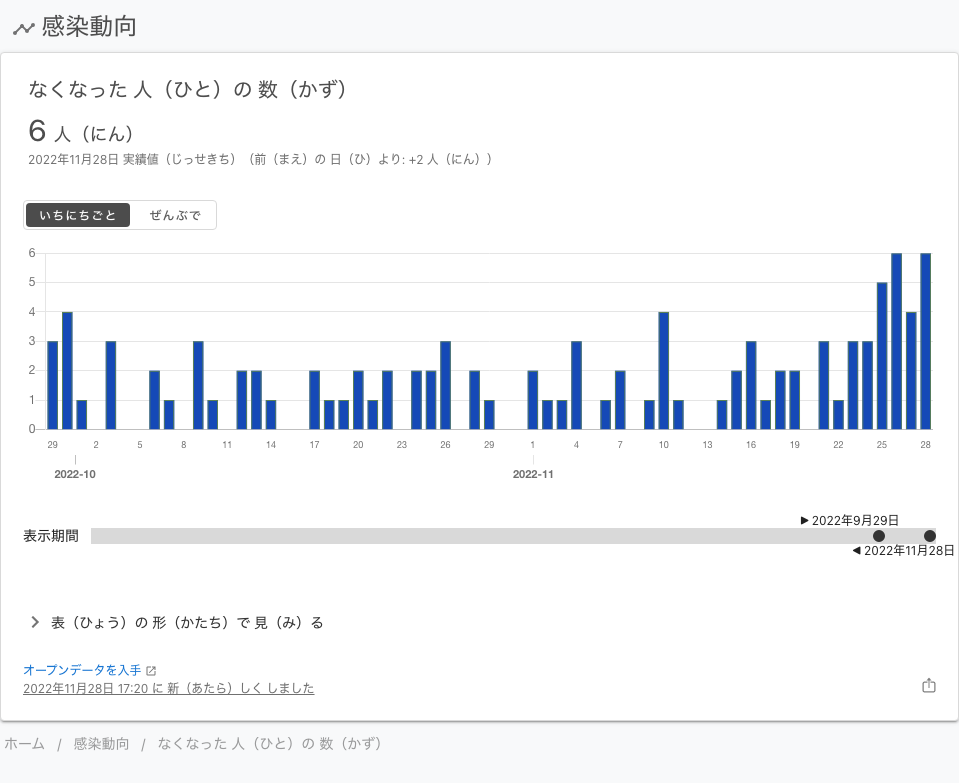 感染動向
なくなった 人（ひと）の 数（かず）
6 人（にん）
2022年11月28日 実績値（じっせきち）（前（まえ）の 日（ひ）より: +2 人（にん））
いちにちごと ぜんぶで
6
5
4
3
2
1
0
29 2 5 8 11 14 17 20 23 26 29 1 4 7 10 13 16 19 22 25 28
2022-10 2022-11
▶ 2022年9月29日
表示期間
◀ 2022年11月28日
表（ひょう）の 形（かたち）で 見（み）る
オープンデータを入手
2022年11月28日 17:20 に 新（あたら）しく しました
ホーム / 感染動向 / なくなった 人（ひと）の 数（かず）